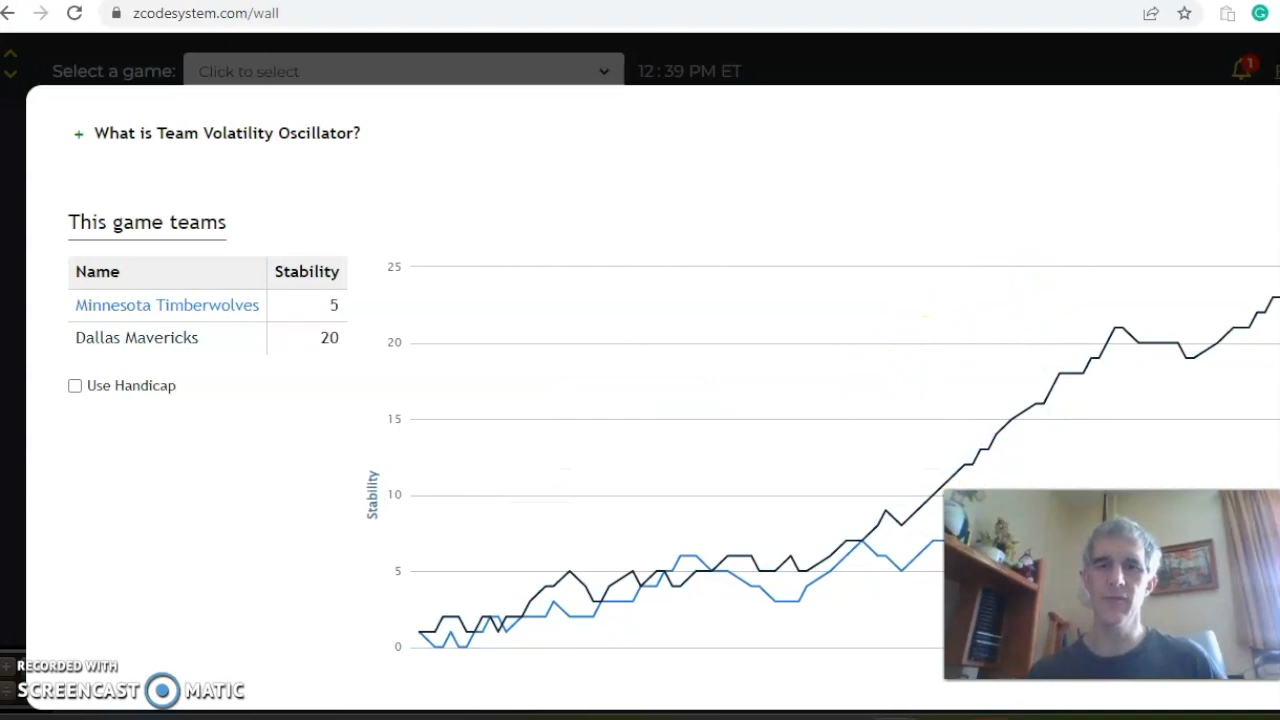 zcodesystem.com/wall
Select a game: Click to select 12:39 PM ET
1
+ What is Team Volatility Oscillator?
This game teams
Name Stability
Minnesota Timberwolves 5
Dallas Mavericks 20
Use Handicap
25
20
15
10
5
0
Stability
RECORDED WITH
SCREENCAST MATIC